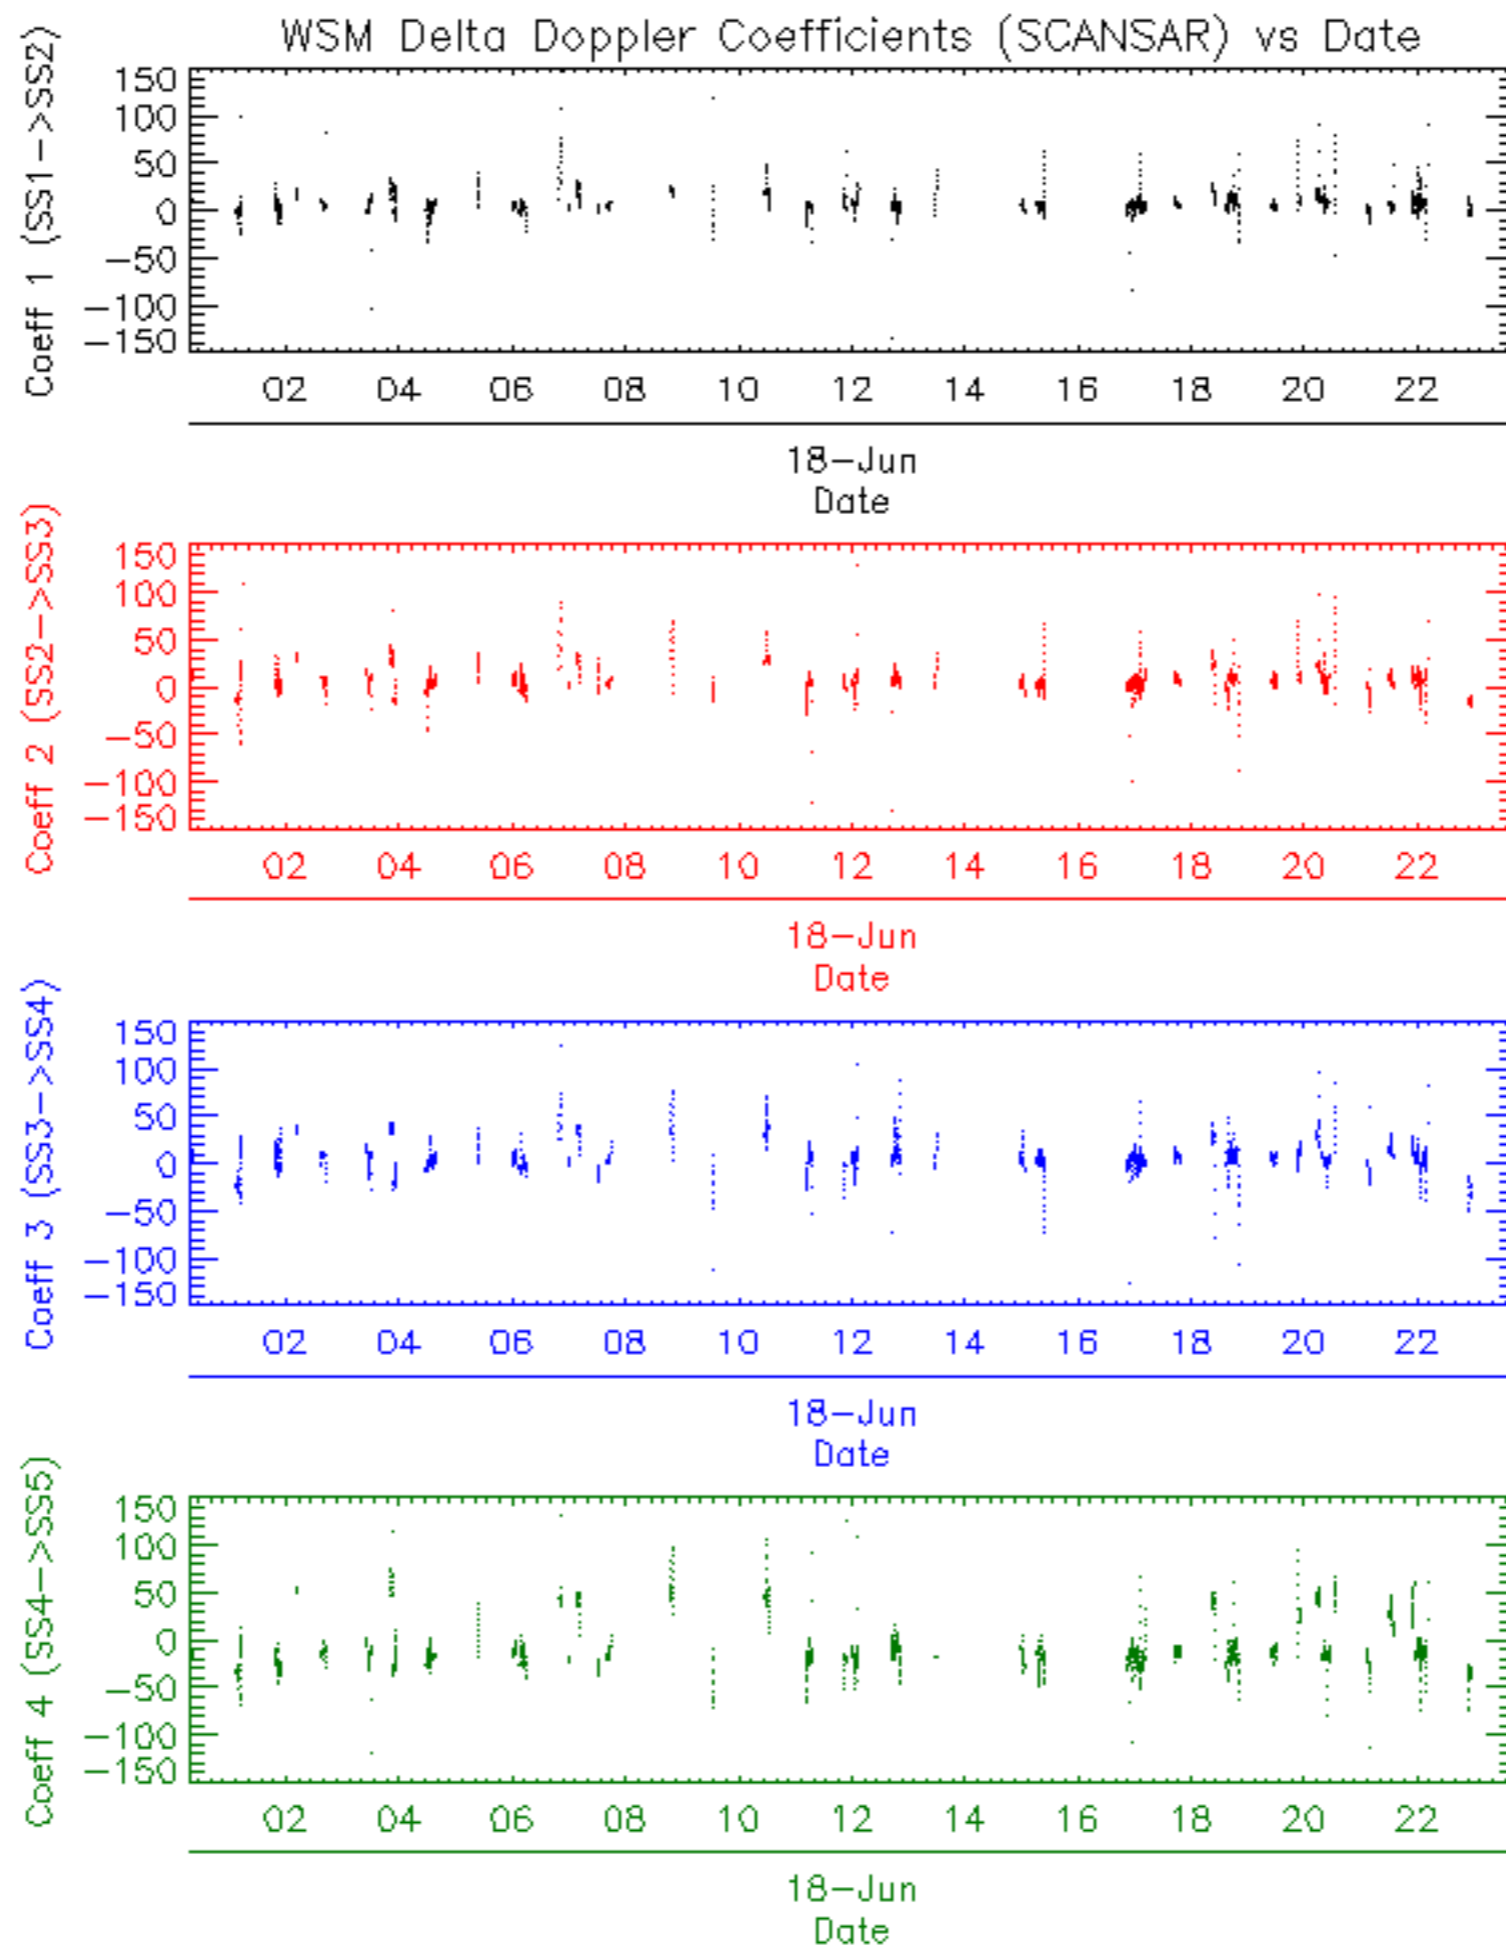 WSM Delta Doppler Coefficients (SCANSAR) vs Date
Coeff 1 (SS1->SS2)
150
100
50
0
-50
-100
-150
02 04 06 08 10 12 14 16 18 20 22
18-Jun
Date
Coeff 2 (SS2->SS3)
150
100
50
0
-50
-100
-150
02 04 06 08 10 12 14 16 18 20 22
18-Jun
Date
Coeff 3 (SS3->SS4)
150
100
50
0
-50
-100
-150
02 04 06 08 10 12 14 16 18 20 22
18-Jun
Date
Coeff 4 (SS4->SS5)
150
100
50
0
-50
-100
-150
02 04 06 08 10 12 14 16 18 20 22
18-Jun
Date